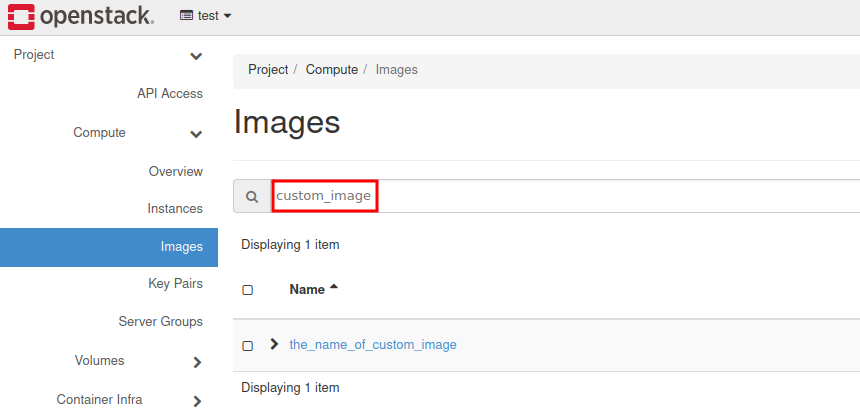 openstack. test
Project
API Access
Compute
Overview
Instances
Images
Key Pairs
Server Groups
Volumes
Container Infra
Project / Compute / Images
Images
custom_image
Displaying 1 item
Name
the_name_of_custom_image
Displaying 1 item